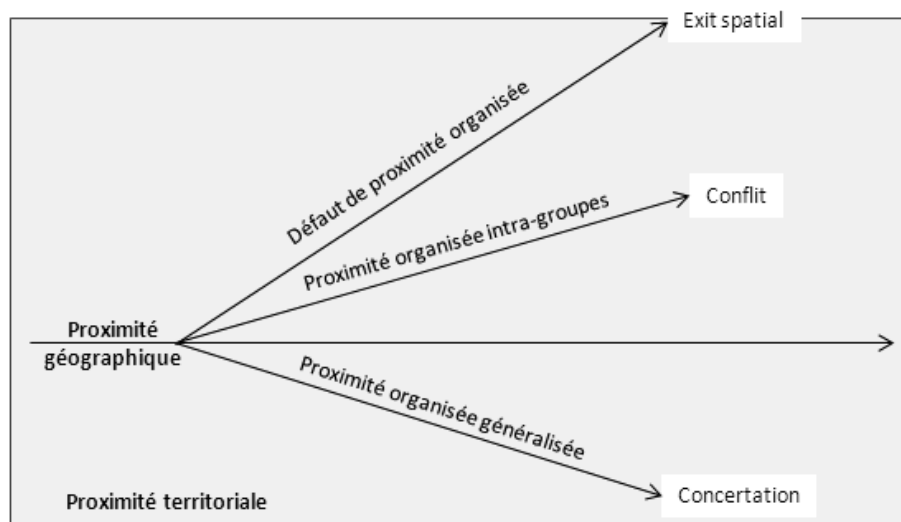 Exit spatial
Défaut de proximité organisée
Conflit
Proximité organisée intra-groupes
Proximité
géographique
Proximité organisée généralisée
Concertation
Proximité territoriale